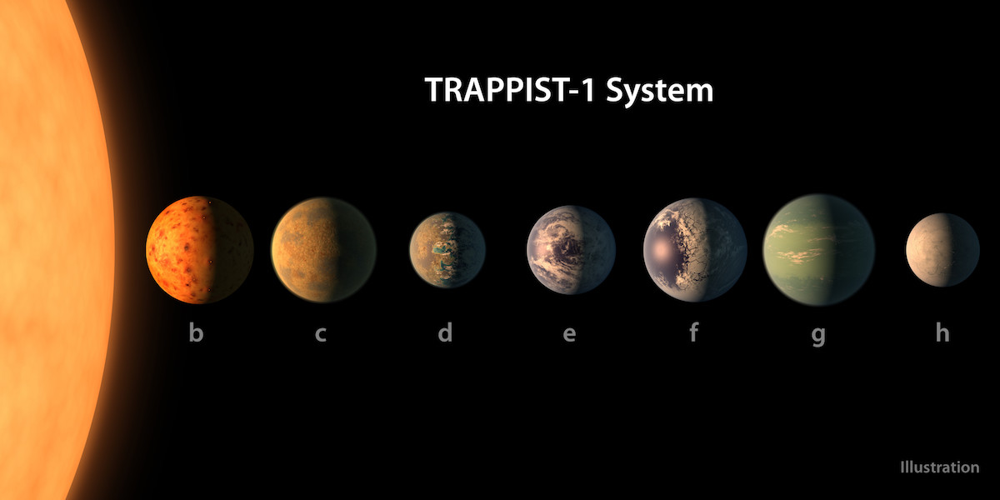 TRAPPIST-1 System
b c d e f g h
Illustration